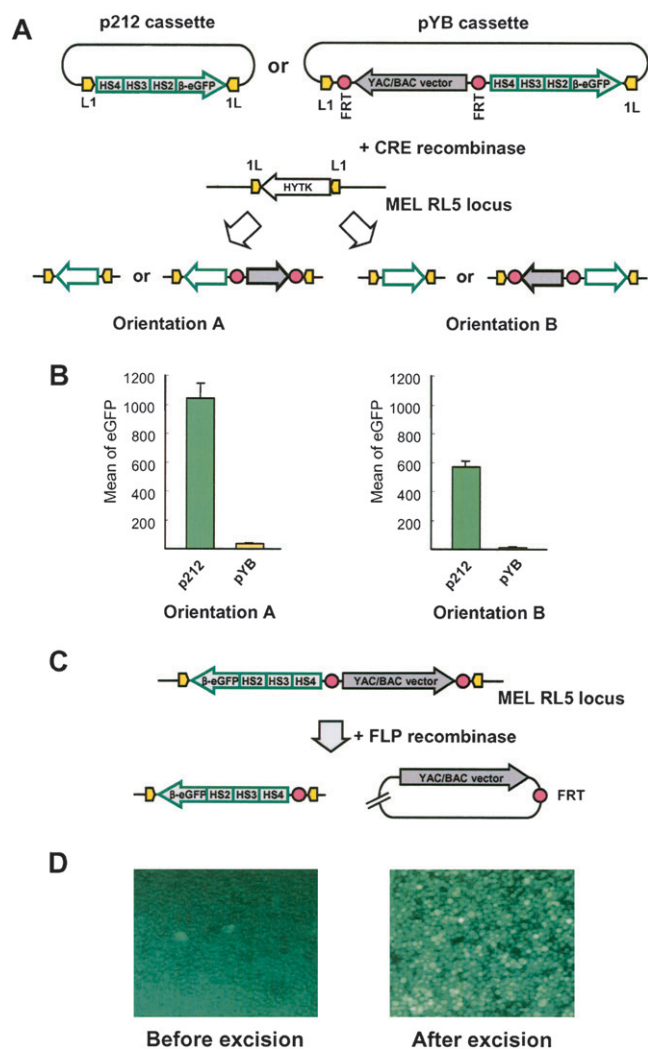 A
p212 cassette
or
pYB cassette
HS4 HS3 HS2 β-eGFP
L1
1L
YAC/BAC vector
HS4 HS3 HS2 β-eGFP
L1
FRT
FRT
1L
+ CRE recombinase
1L
L1
HYTK
MEL RL5 locus
or
or
Orientation A
Orientation B
B
Mean of eGFP
1200
1000
800
600
400
200
p212
pYB
Orientation A
Mean of eGFP
1200
1000
800
600
400
200
p212
pYB
Orientation B
C
β-eGFP HS2 HS3 HS4
YAC/BAC vector
MEL RL5 locus
+ FLP recombinase
β-eGFP HS2 HS3 HS4
YAC/BAC vector
FRT
D
Before excision
After excision